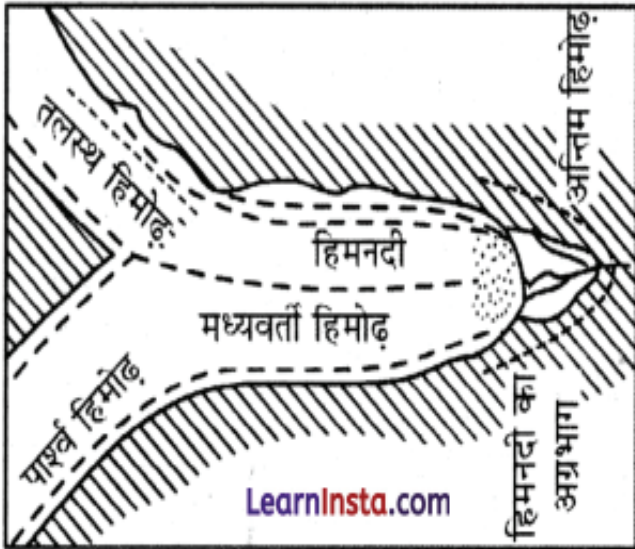 तलस्थ हिमोढ़
अन्तिम हिमोढ़
हिमनदी
मध्यवर्ती हिमोढ़
पार्श्व हिमोढ़
हिमनदी का
अग्रभाग
LearnInsta.com